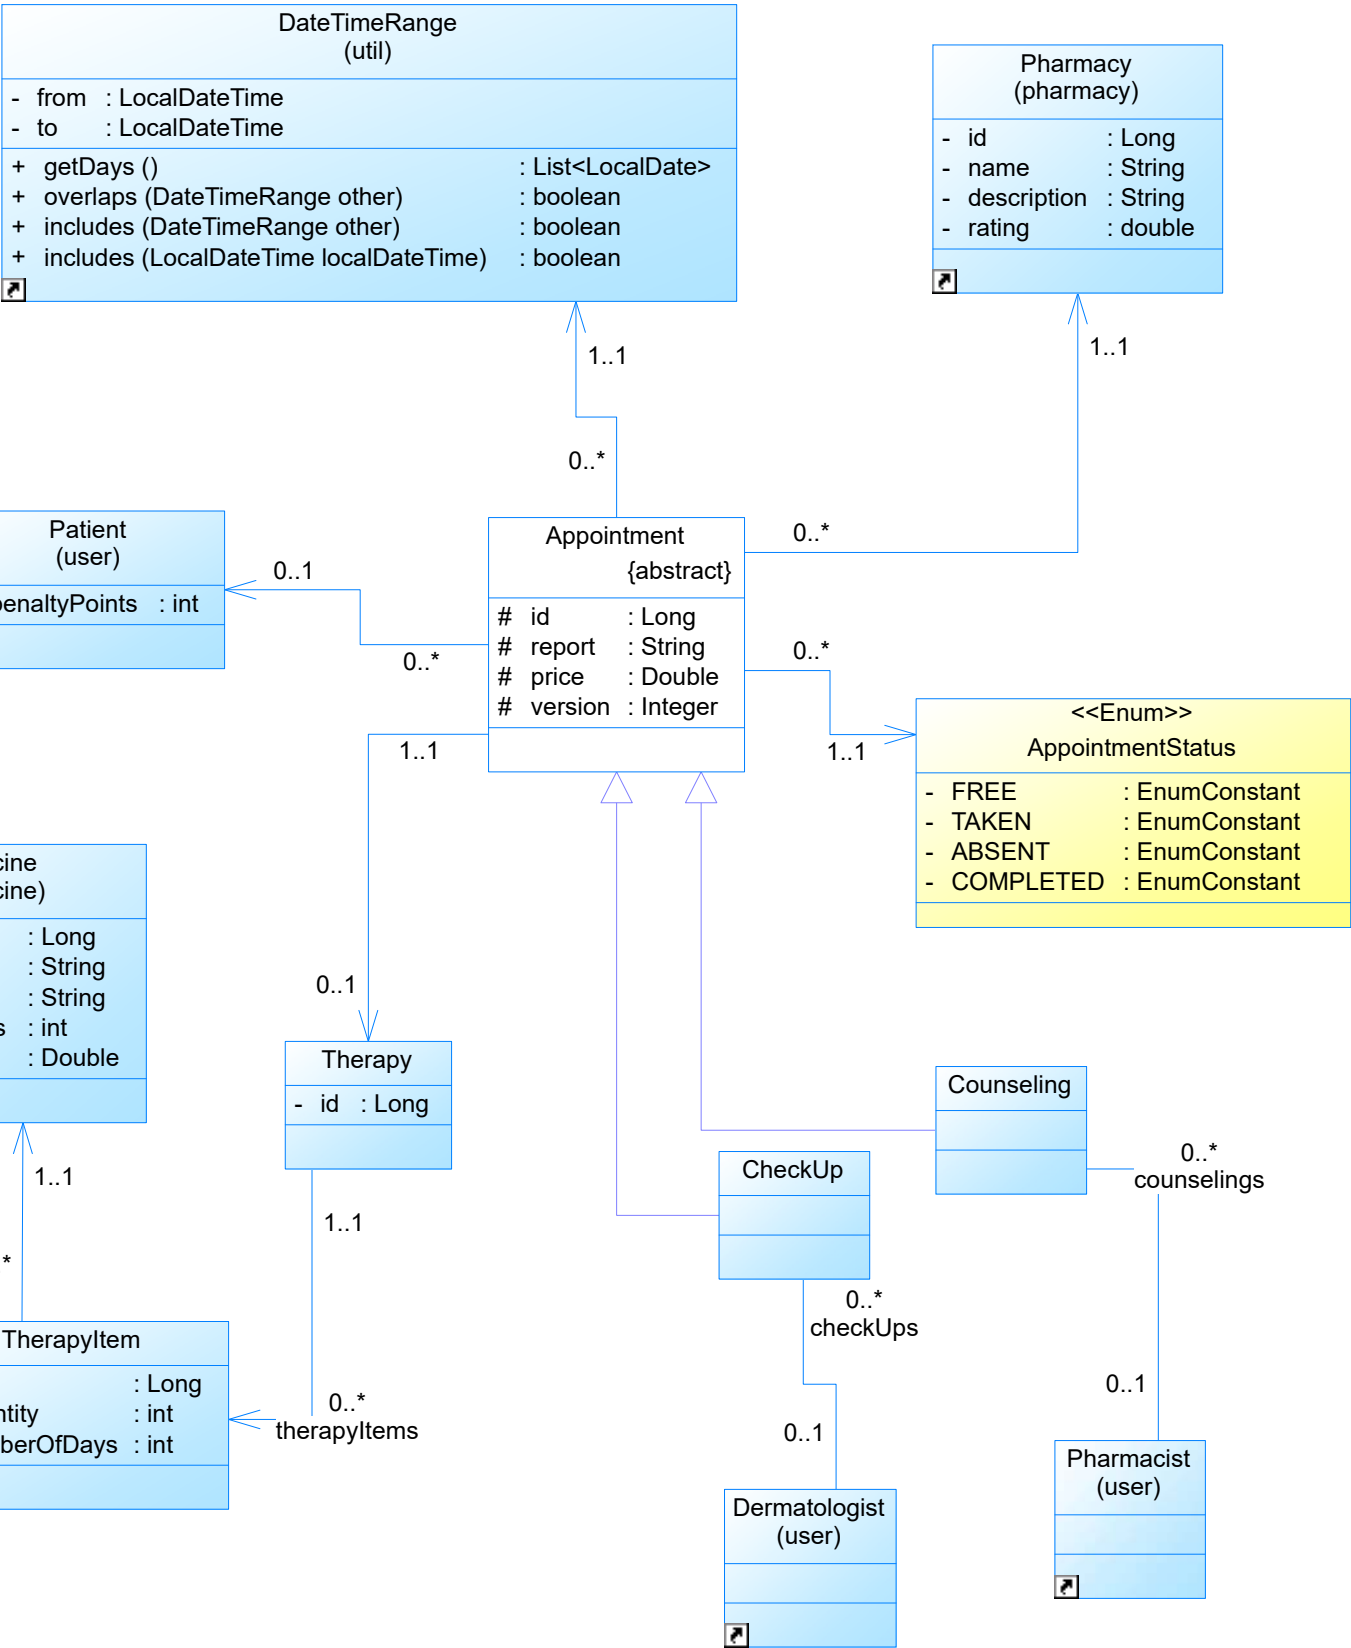 DateTimeRange
(util)
- from : LocalDateTime
- to : LocalDateTime
+ getDays () : List<LocalDate>
+ overlaps (DateTimeRange other) : boolean
+ includes (DateTimeRange other) : boolean
+ includes (LocalDateTime localDateTime) : boolean
Pharmacy
(pharmacy)
- id : Long
- name : String
- description : String
- rating : double
1..1
1..1
0..*
Patient
(user)
penaltyPoints : int
0..1
0..*
Appointment
{abstract}
# id : Long
# report : String
# price : Double
# version : Integer
0..*
0..*
1..1
1..1
<<Enum>>
AppointmentStatus
- FREE : EnumConstant
- TAKEN : EnumConstant
- ABSENT : EnumConstant
- COMPLETED : EnumConstant
cine
cine)
: Long
: String
: String
s : int
: Double
0..1
Therapy
- id : Long
1..1
*
1..1
TherapyItem
: Long
ntity : int
berOfDays : int
0..*
therapyItems
Counseling
0..*
counselings
CheckUp
0..*
checkUps
0..1
0..1
Dermatologist
(user)
Pharmacist
(user)